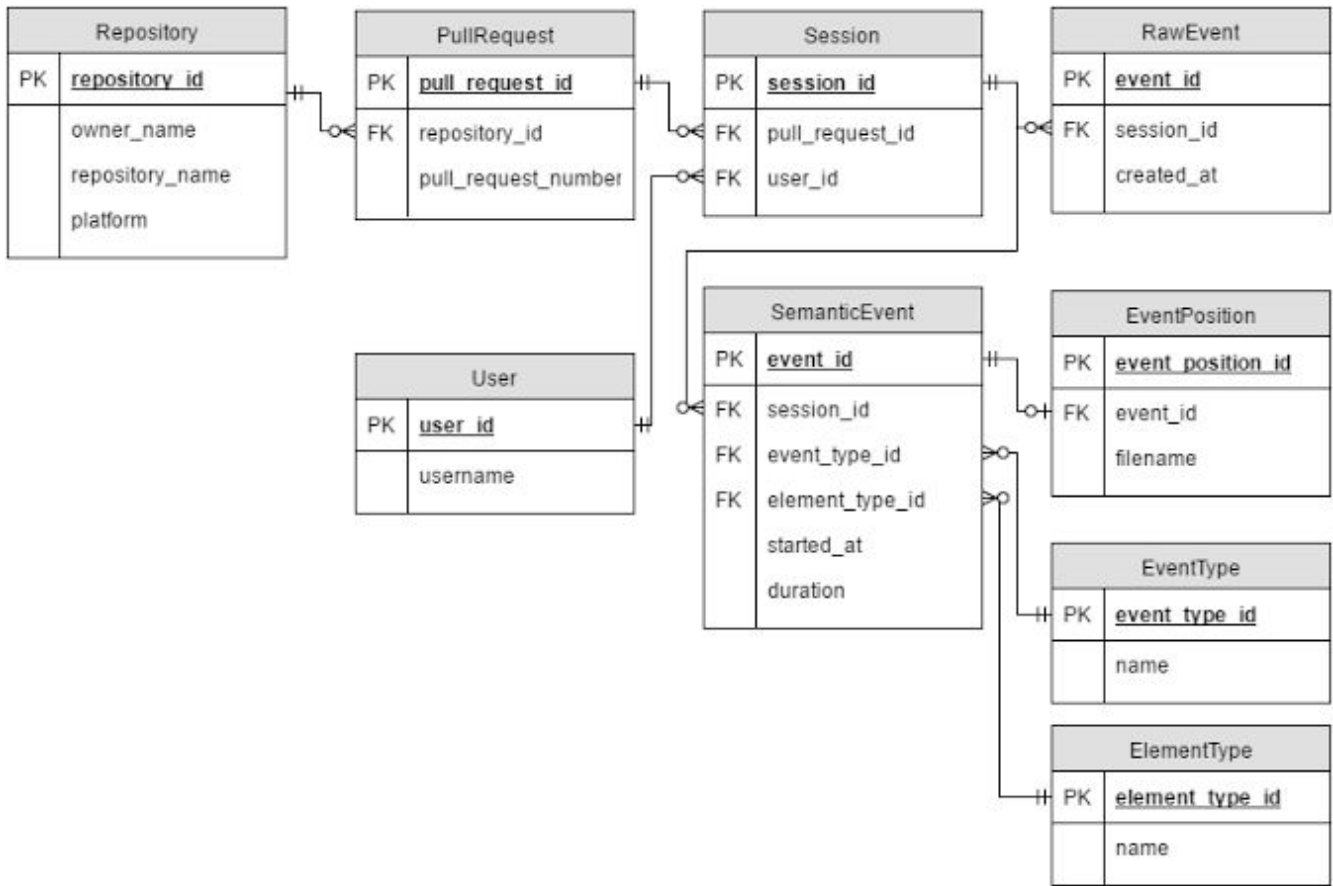 Repository
PK repository_id
owner_name
repository_name
platform
PullRequest
PK pull_request_id
FK repository_id
pull_request_number
Session
PK session_id
FK pull_request_id
FK user_id
RawEvent
PK event_id
FK session_id
created_at
User
PK user_id
username
SemanticEvent
PK event_id
FK session_id
FK event_type_id
FK element_type_id
started_at
duration
EventPosition
PK event_position_id
FK event_id
filename
EventType
PK event_type_id
name
ElementType
PK element_type_id
name